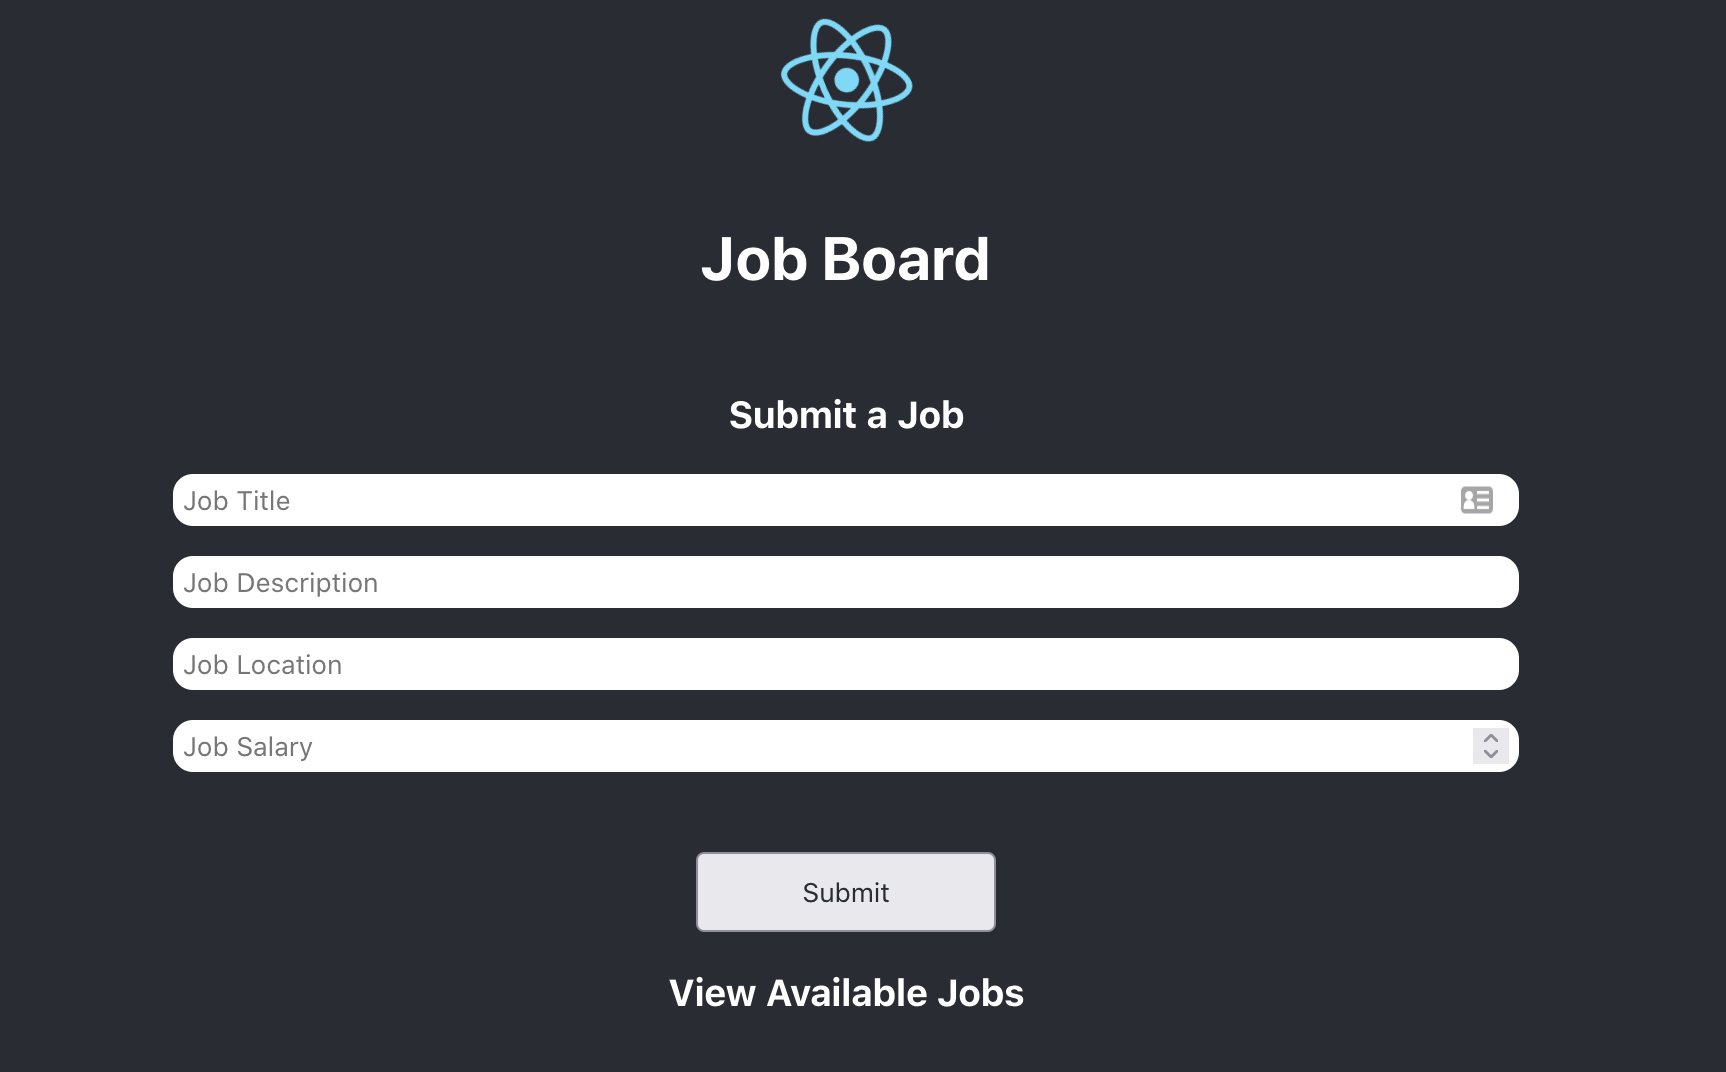 Job Board
Submit a Job
Job Title
Job Description
Job Location
Job Salary
Submit
View Available Jobs